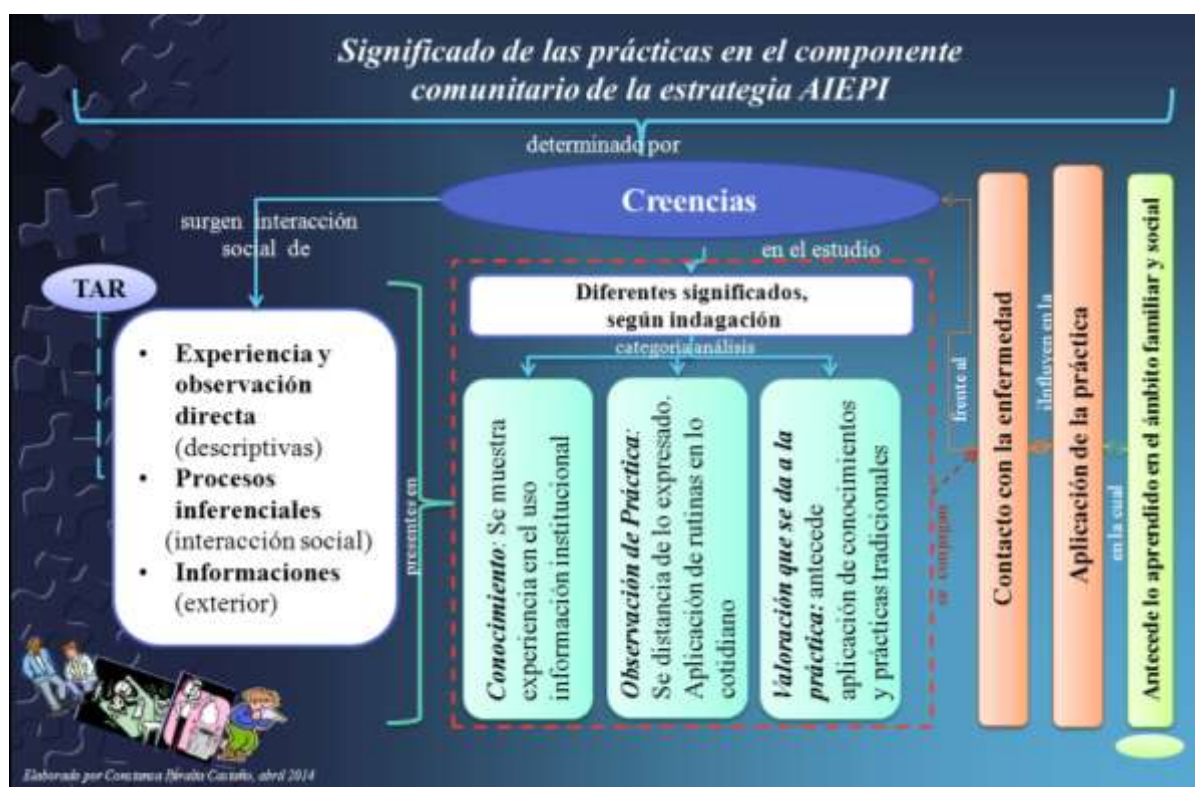 Significado de las prácticas en el componente
comunitario de la estrategia AIEPI
determinado por
Creencias
surgen interacción
social de
en el estudio
TAR
Diferentes significados,
según indagación
categoria análisis
• Experiencia y
observación
directa
(descriptivas)
• Procesos
inferenciales
(interacción social)
• Informaciones
(exterior)
presentes en
Conocimiento: Se muestra
experiencia en el uso
información institucional
Observación de Práctica:
Se distancia de lo expresado.
Aplicación de rutinas en lo
cotidiano
Valoración que se da a la
práctica: antecede
aplicación de conocimientos
y prácticas tradicionales
se conjugan
frente al
Contacto con la enfermedad
iInfluven en la
Aplicación de la práctica
en la cual
Antecede lo aprendido en el ámbito familiar y social
Elaborado por Constanza Peralta Castaño, abril 2014